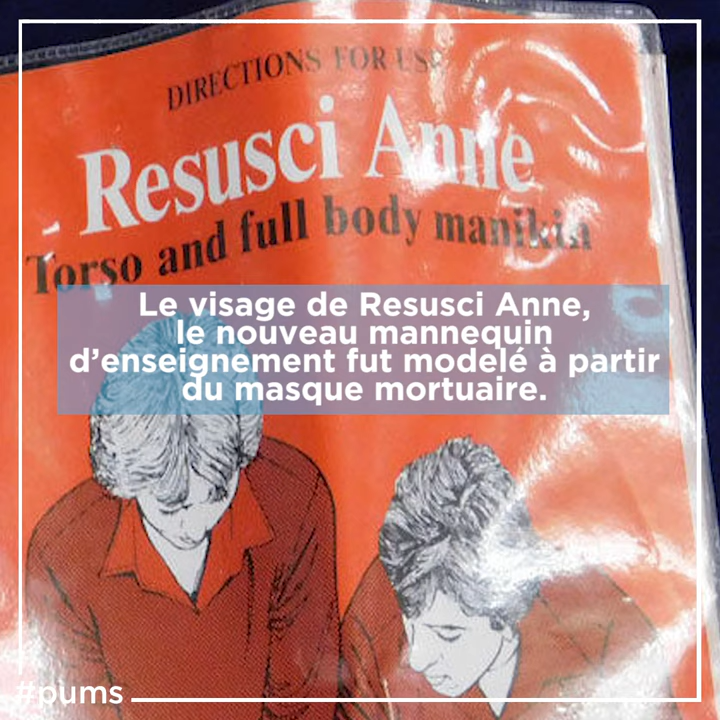 DIRECTIONS FOR USE
Resusci Anne
Torso and full body manikin
Le visage de Resusci Anne,
le nouveau mannequin
d’enseignement fut modelé à partir
du masque mortuaire.
#pums